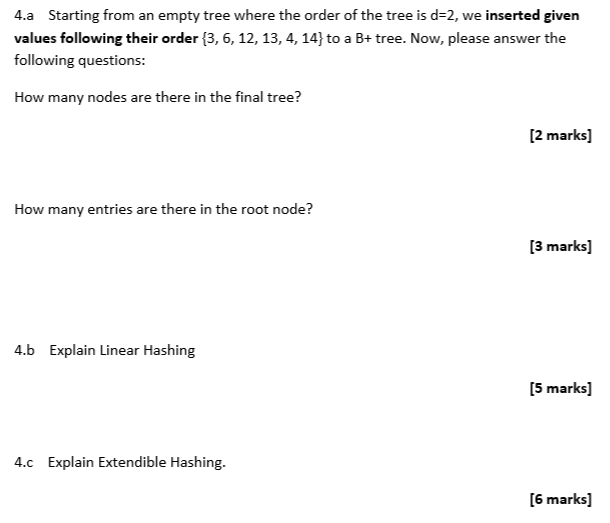 4.a Starting from an empty tree where the order of the tree is d=2, we inserted given
values following their order {3, 6, 12, 13, 4, 14} to a B+ tree. Now, please answer the
following questions:
How many nodes are there in the final tree?
[2 marks]
How many entries are there in the root node?
[3 marks]
4.b Explain Linear Hashing
[5 marks]
4.c Explain Extendible Hashing.
[6 marks]